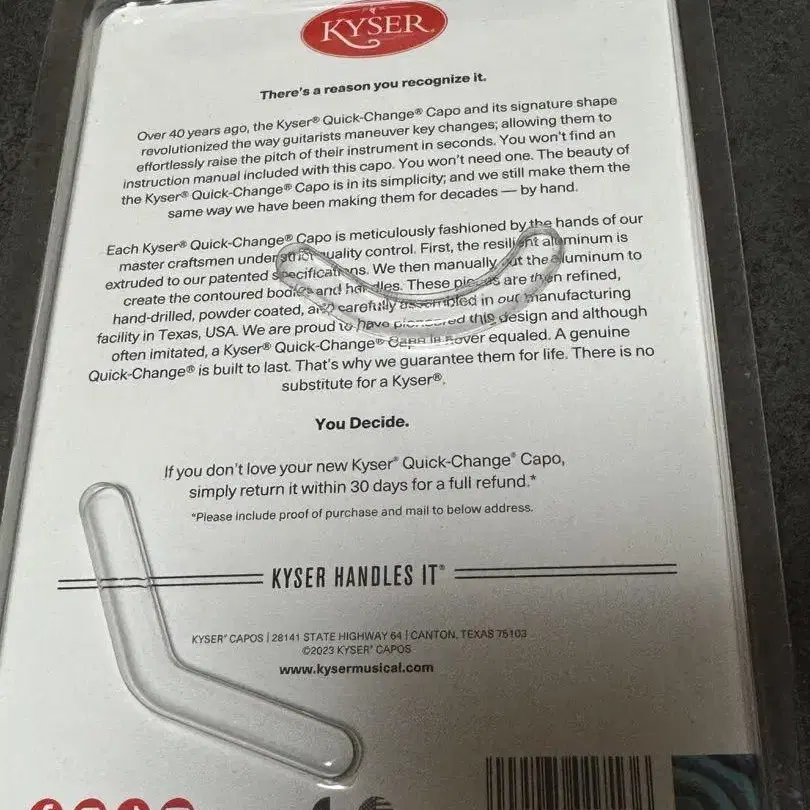 KYSER®
There's a reason you recognize it.
Over 40 years ago, the Kyser® Quick-Change® Capo and its signature shape
revolutionized the way guitarists maneuver key changes; allowing them to
effortlessly raise the pitch of their instrument in seconds. You won't find an
instruction manual included with this capo. You won't need one. The beauty of
the Kyser® Quick-Change® Capo is in its simplicity; and we still make them the
same way we have been making them for decades — by hand.
Each Kyser® Quick-Change® Capo is meticulously fashioned by the hands of our
master craftsmen under strict quality control. First, the resilient aluminum is
extruded to our patented specifications. We then manually cut the aluminum to
create the contoured bodies and handles. These pieces are then refined,
hand-drilled, powder coated, and carefully assembled in our manufacturing
facility in Texas, USA. We are proud to have pioneered this design and although
often imitated, a Kyser® Quick-Change® Capo is never equaled. A genuine
Quick-Change® is built to last. That's why we guarantee them for life. There is no
substitute for a Kyser®.
You Decide.
If you don't love your new Kyser® Quick-Change® Capo,
simply return it within 30 days for a full refund.*
*Please include proof of purchase and mail to below address.
KYSER HANDLES IT®
KYSER® CAPOS | 28141 STATE HIGHWAY 64 | CANTON, TEXAS 75103
©2023 KYSER® CAPOS
www.kysermusical.com